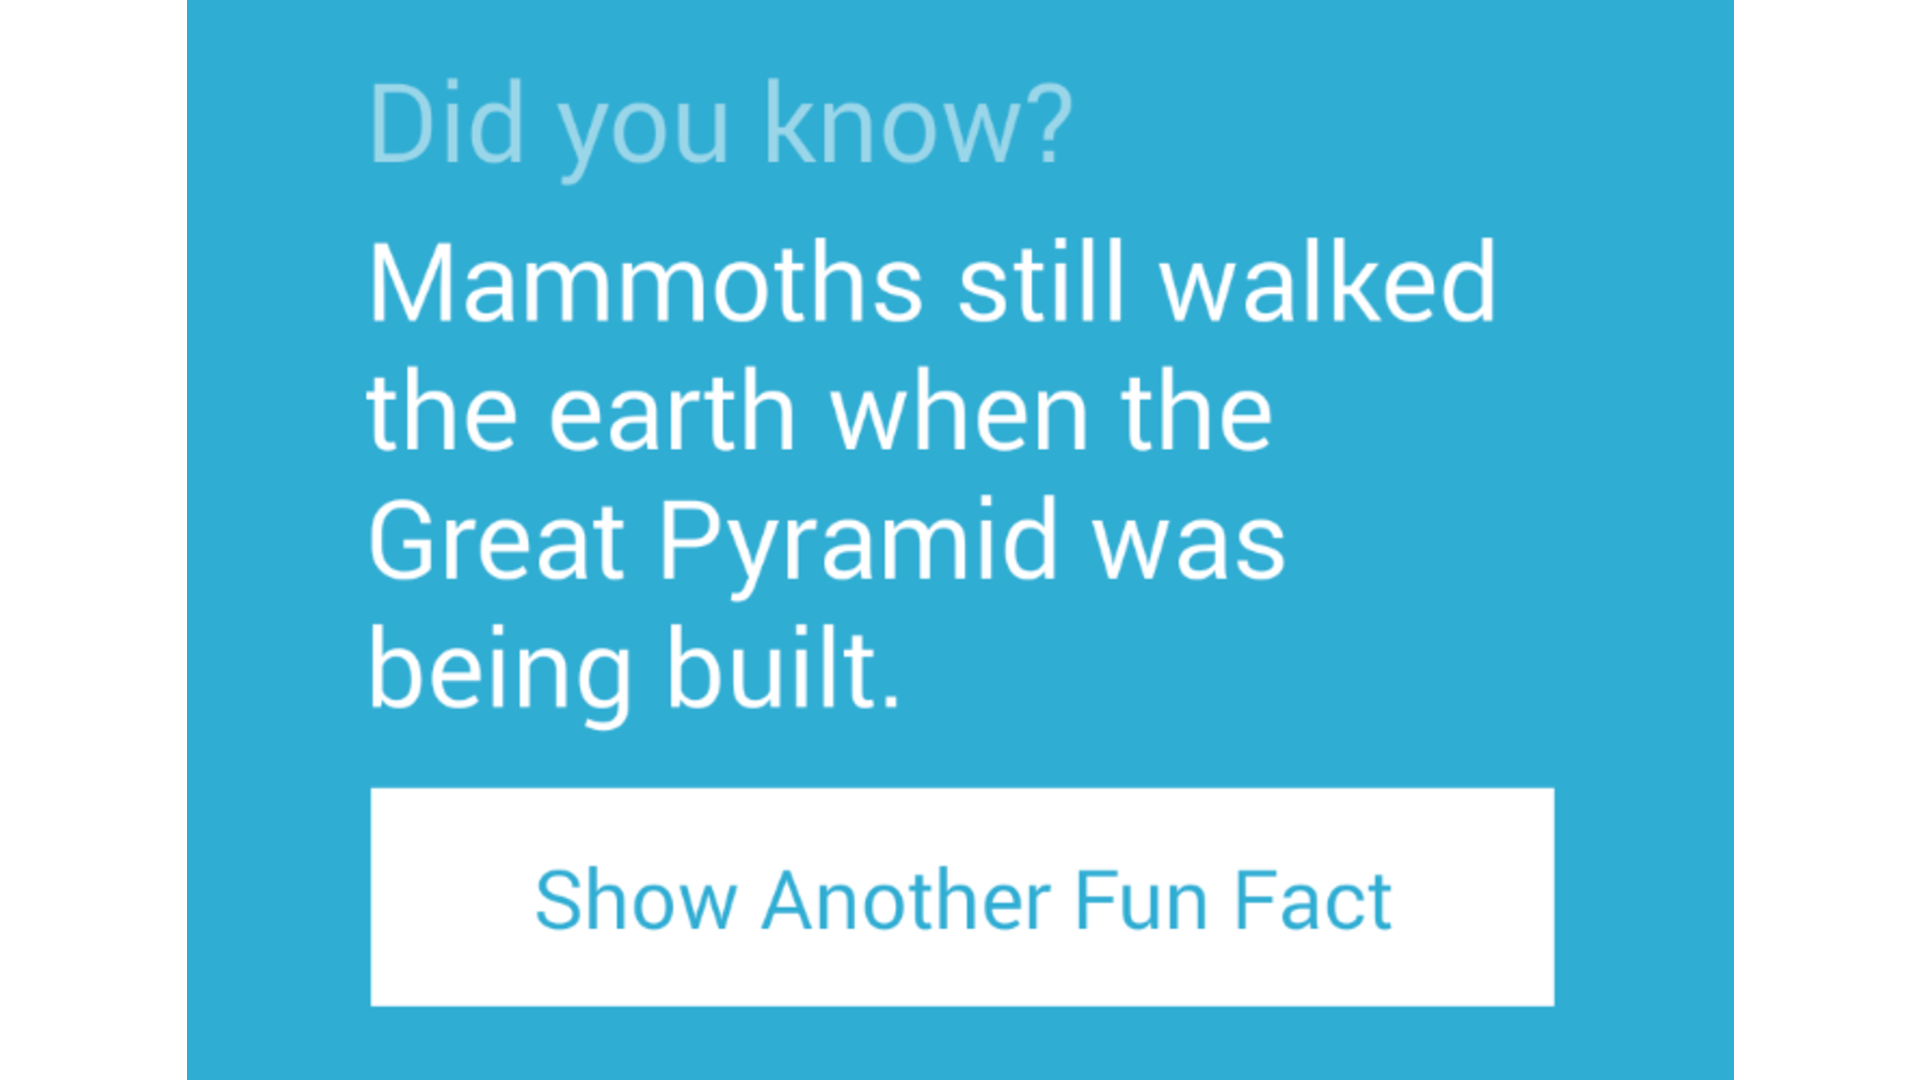 Did you know?
Mammoths still walked
the earth when the
Great Pyramid was
being built.
Show Another Fun Fact